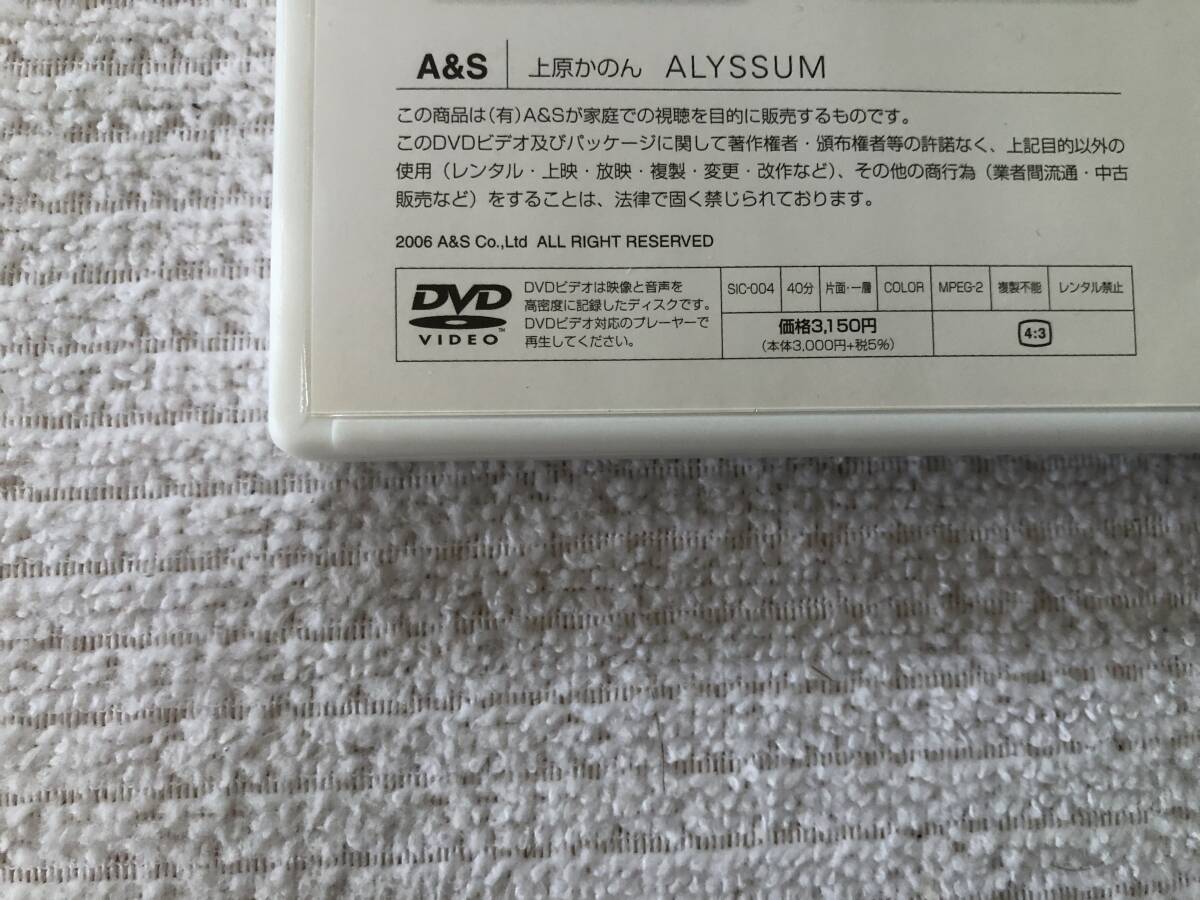 A&S 上原かのん ALYSSUM
この商品は(有)A&Sが家庭での視聴を目的に販売するものです。
このDVDビデオ及びパッケージに関して著作権者・頒布権者等の許諾なく、上記目的以外の
使用（レンタル・上映・放映・複製・変更・改作など）、その他の商行為（業者間流通・中古
販売など）をすることは、法律で固く禁じられております。
2006 A&S Co.,Ltd ALL RIGHT RESERVED
DVD
VIDEO
TM
DVDビデオは映像と音声を
高密度に記録したディスクです。
DVDビデオ対応のプレーヤーで
再生してください。
SIC-004 40分 片面・一層 COLOR MPEG-2 複製不能 レンタル禁止
価格3,150円
（本体3,000円+税5%）
4:3